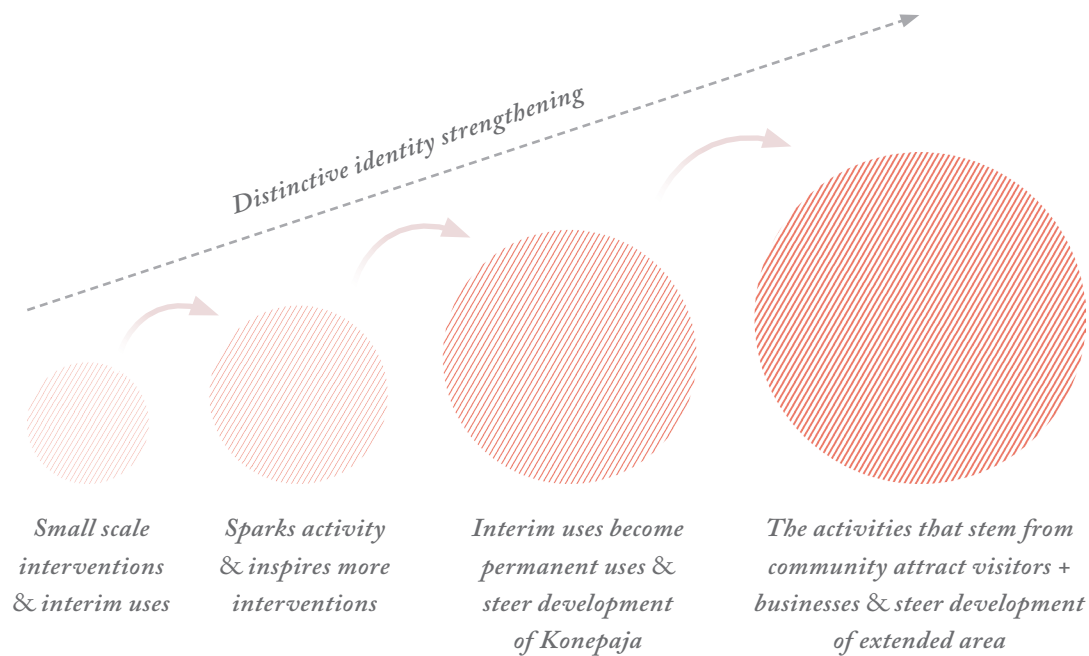 Distinctive identity strengthening
Small scale
interventions
& interim uses
Sparks activity
& inspires more
interventions
Interim uses become
permanent uses &
steer development
of Konepaja
The activities that stem from
community attract visitors +
businesses & steer development
of extended area